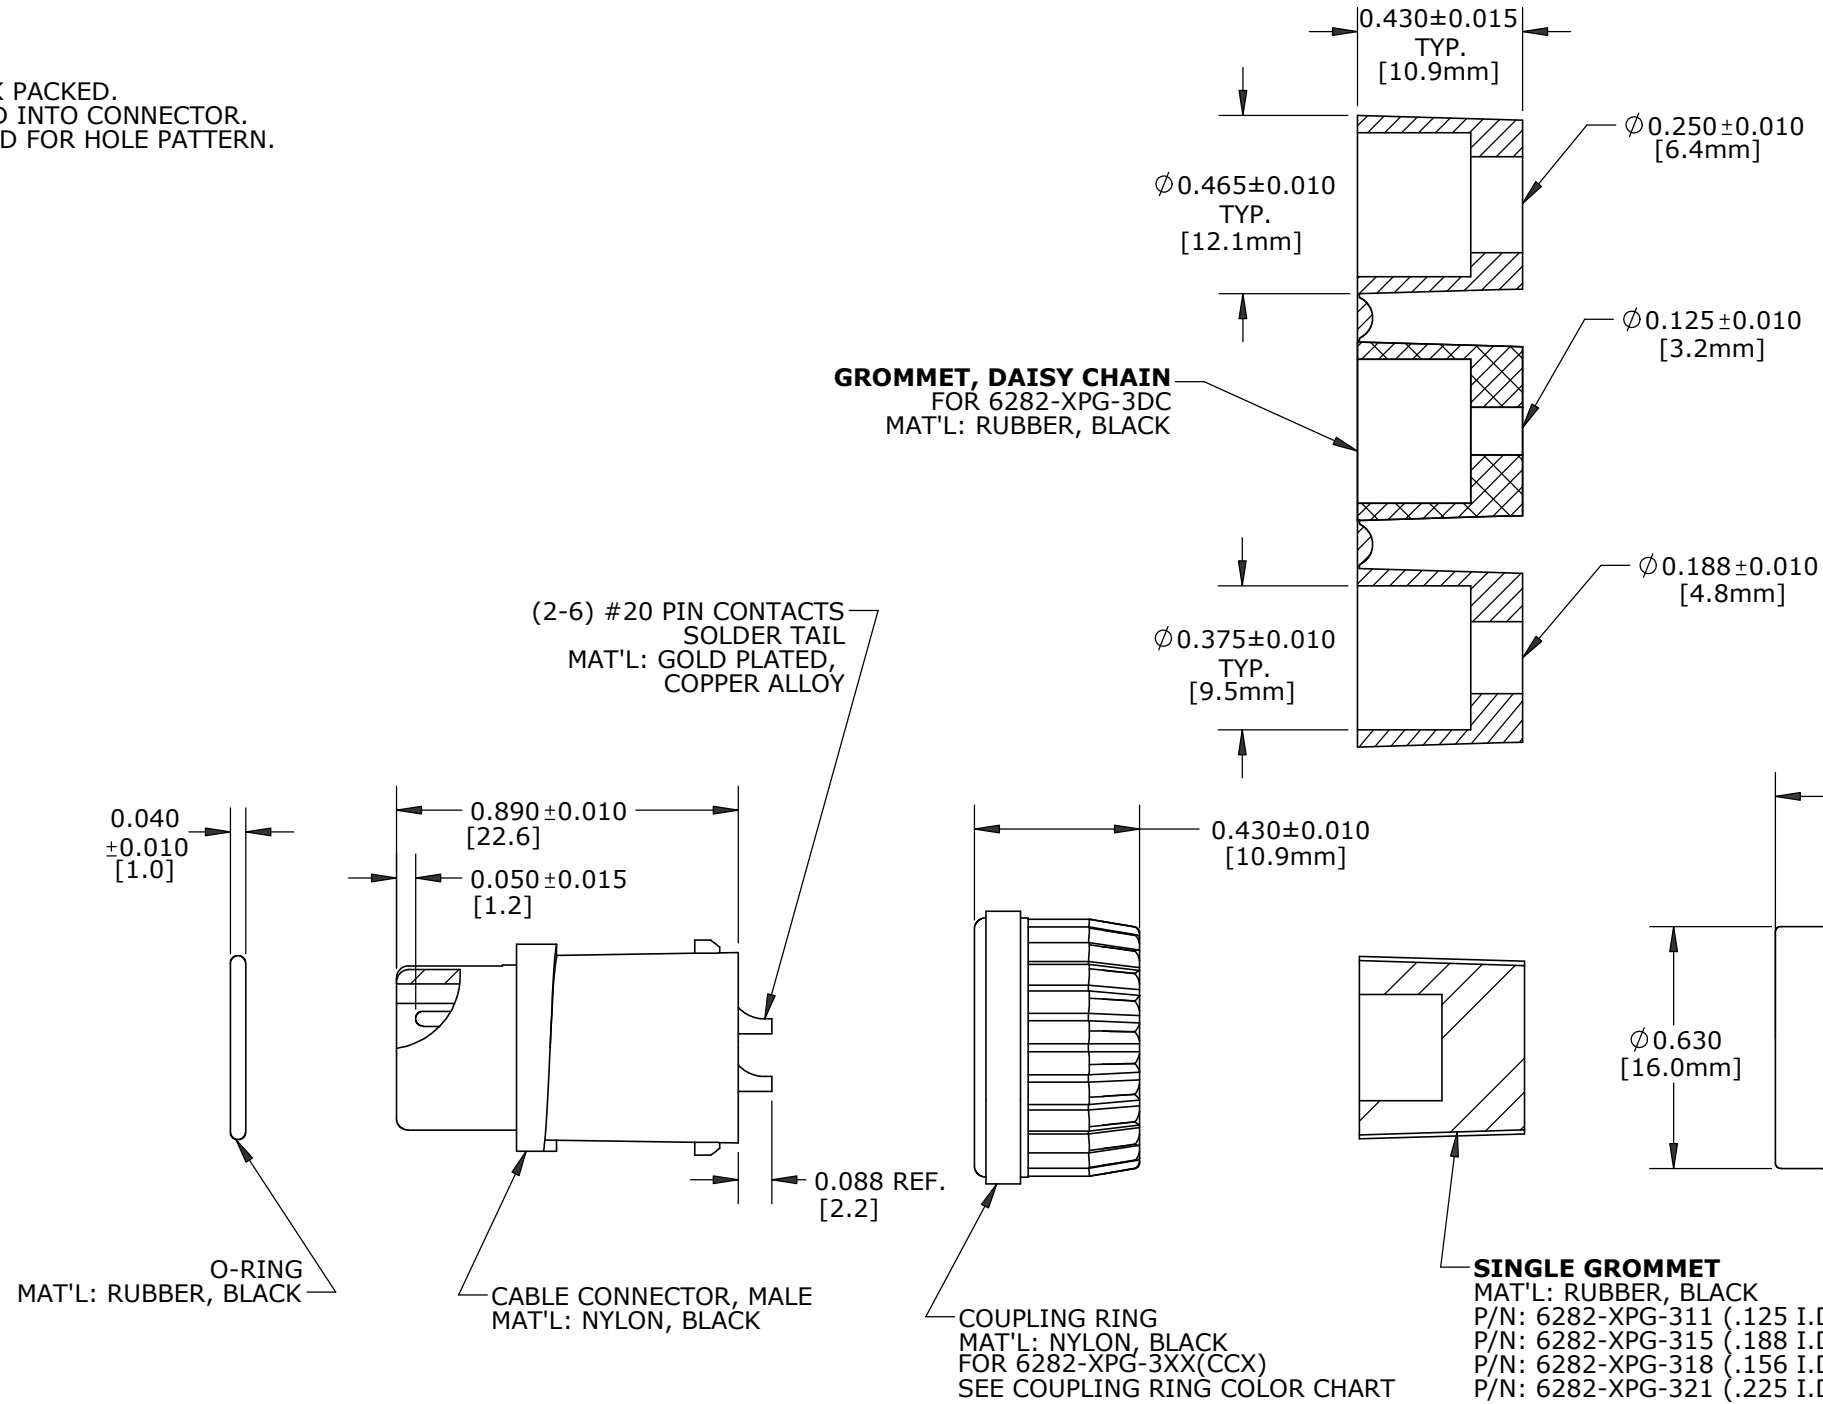 K PACKED.
D INTO CONNECTOR.
D FOR HOLE PATTERN.
0.430±0.015
TYP.
[10.9mm]
Ø0.250±0.010
[6.4mm]
Ø0.465±0.010
TYP.
[12.1mm]
Ø0.125±0.010
[3.2mm]
GROMMET, DAISY CHAIN
FOR 6282-XPG-3DC
MAT'L: RUBBER, BLACK
Ø0.188±0.010
[4.8mm]
Ø0.375±0.010
TYP.
[9.5mm]
(2-6) #20 PIN CONTACTS
SOLDER TAIL
MAT'L: GOLD PLATED,
COPPER ALLOY
0.040
±0.010
[1.0]
0.890±0.010
[22.6]
0.050±0.015
[1.2]
0.430±0.010
[10.9mm]
Ø0.630
[16.0mm]
0.088 REF.
[2.2]
O-RING
MAT'L: RUBBER, BLACK
CABLE CONNECTOR, MALE
MAT'L: NYLON, BLACK
COUPLING RING
MAT'L: NYLON, BLACK
FOR 6282-XPG-3XX(CCX)
SEE COUPLING RING COLOR CHART
SINGLE GROMMET
MAT'L: RUBBER, BLACK
P/N: 6282-XPG-311 (.125 I.D
P/N: 6282-XPG-315 (.188 I.D
P/N: 6282-XPG-318 (.156 I.D
P/N: 6282-XPG-321 (.225 I.D